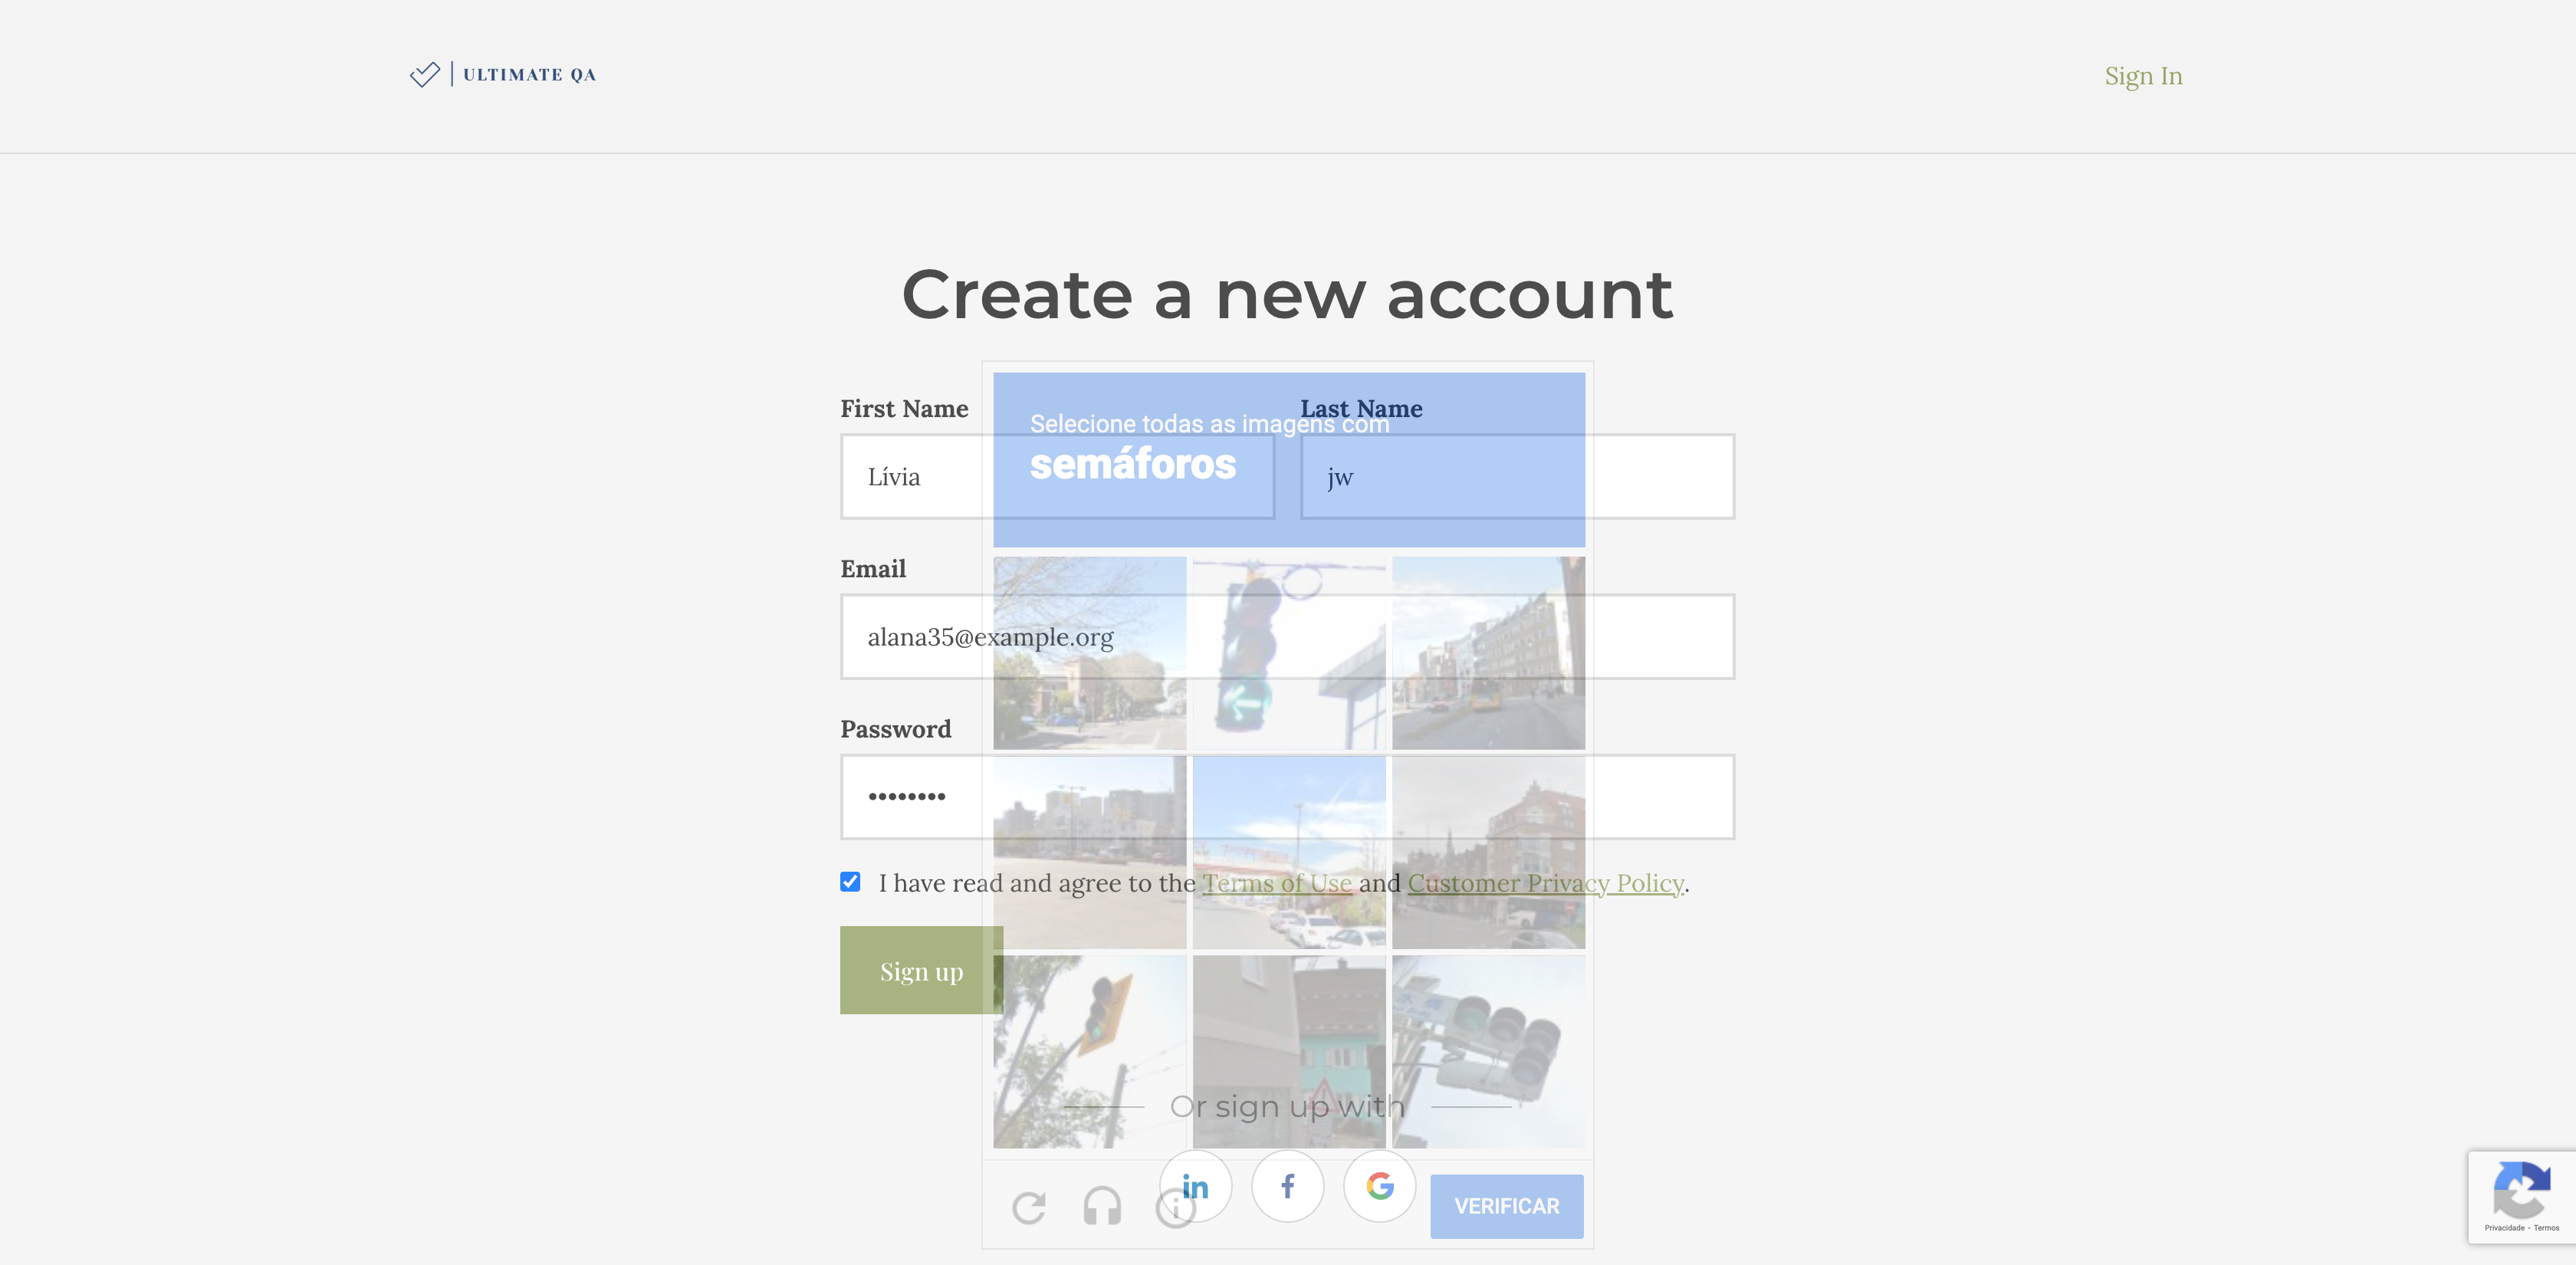 ULTIMATE QA
Sign In
Create a new account
First Name
Last Name
Selecione todas as imagens com
semáforos
Lívia
jw
Email
alana35@example.org
Password
I have read and agree to the Terms of Use and Customer Privacy Policy.
Sign up
Or sign up with
VERIFICAR
Privacidade - Termos